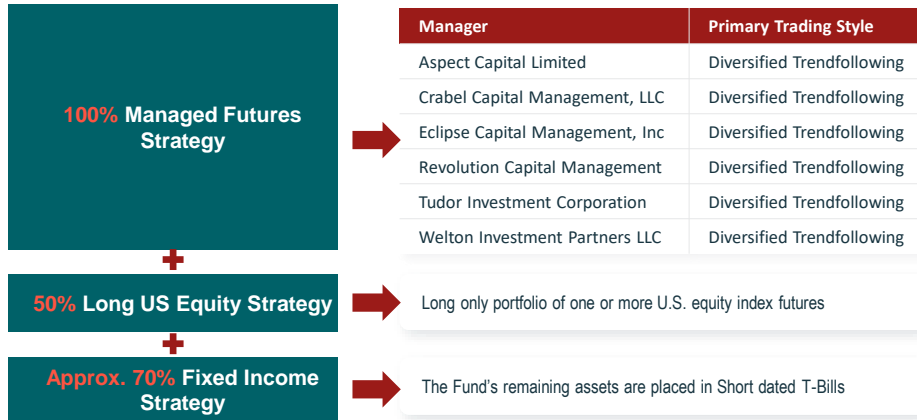 100% Managed Futures
Strategy
Manager Primary Trading Style
Aspect Capital Limited Diversified Trendfollowing
Crabel Capital Management, LLC Diversified Trendfollowing
Eclipse Capital Management, Inc Diversified Trendfollowing
Revolution Capital Management Diversified Trendfollowing
Tudor Investment Corporation Diversified Trendfollowing
Welton Investment Partners LLC Diversified Trendfollowing
50% Long US Equity Strategy
Long only portfolio of one or more U.S. equity index futures
Approx. 70% Fixed Income
Strategy
The Fund's remaining assets are placed in Short dated T-Bills